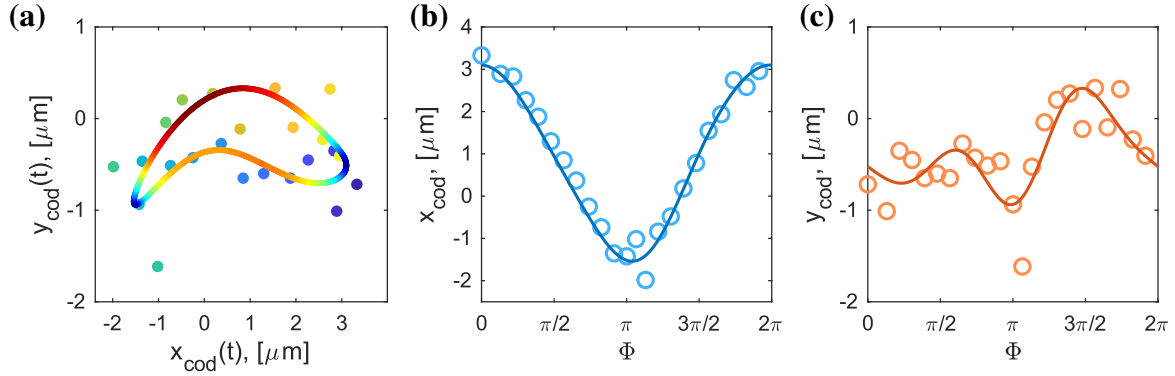 (a)
1
0
-1
-2
y_cod(t), [μm]
-2 -1 0 1 2 3
x_cod(t), [μm]
(b)
4
3
2
1
0
-1
-2
x_cod, [μm]
0 π/2 π 3π/2 2π
Φ
(c)
1
0
-1
-2
y_cod, [μm]
0 π/2 π 3π/2 2π
Φ